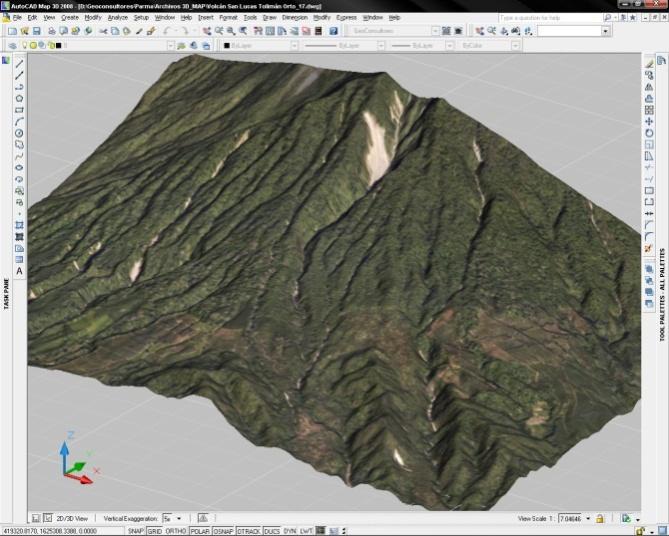 AutoCAD Map 3D 2008 - [D:\Geoconsultores\Parma\Archivos 3D_MAP\Volcán San Lucas Tolimán Orto_17.dwg]
File Edit View Create Modify Analyze Setup Window Help Insert Format Tools Draw Dimension Modify Express Window Help
Type a question for help
GeoConsultores
ByLayer ByLayer ByLayer ByColor
TASK PANE
TOOL PALETTES - ALL PALETTES
A
Z
Y
X
2D/3D View Vertical Exaggeration: 5x View Scale 1 : 7.04646
419320.8170, 1625308.3388, 0.0000 SNAP GRID ORTHO POLAR OSNAP OTRACK DUCS DYN LWT